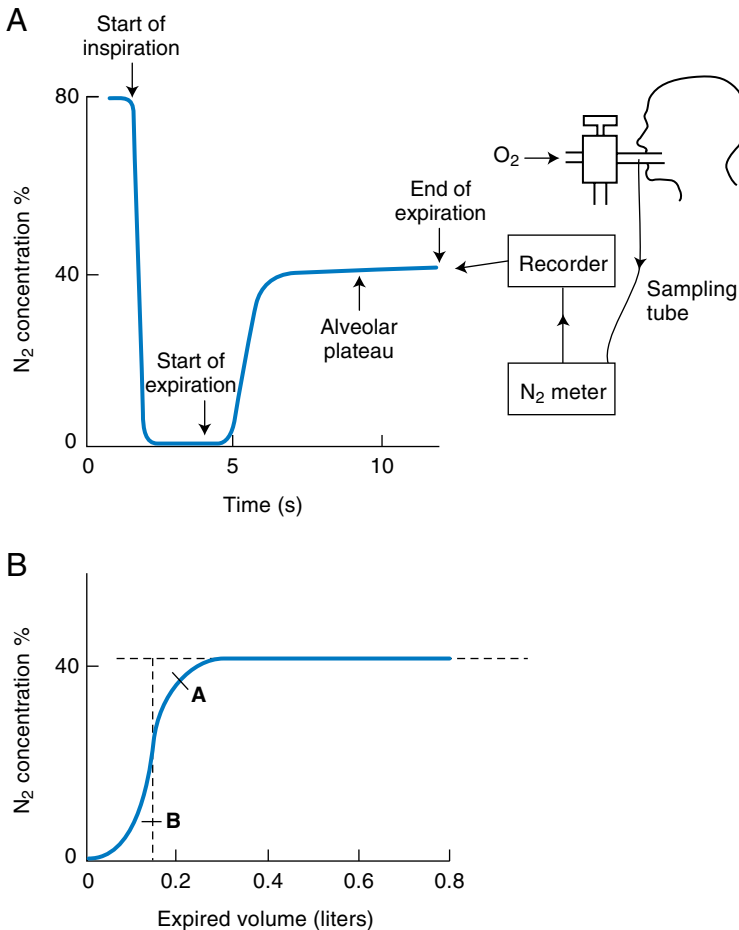 A
Start of
inspiration
80
40
0
N₂ concentration %
Start of
expiration
Alveolar
plateau
End of
expiration
0
5
10
Time (s)
O₂
Recorder
Sampling
tube
N₂ meter
B
N₂ concentration %
40
0
A
B
0
0.2
0.4
0.6
0.8
Expired volume (liters)